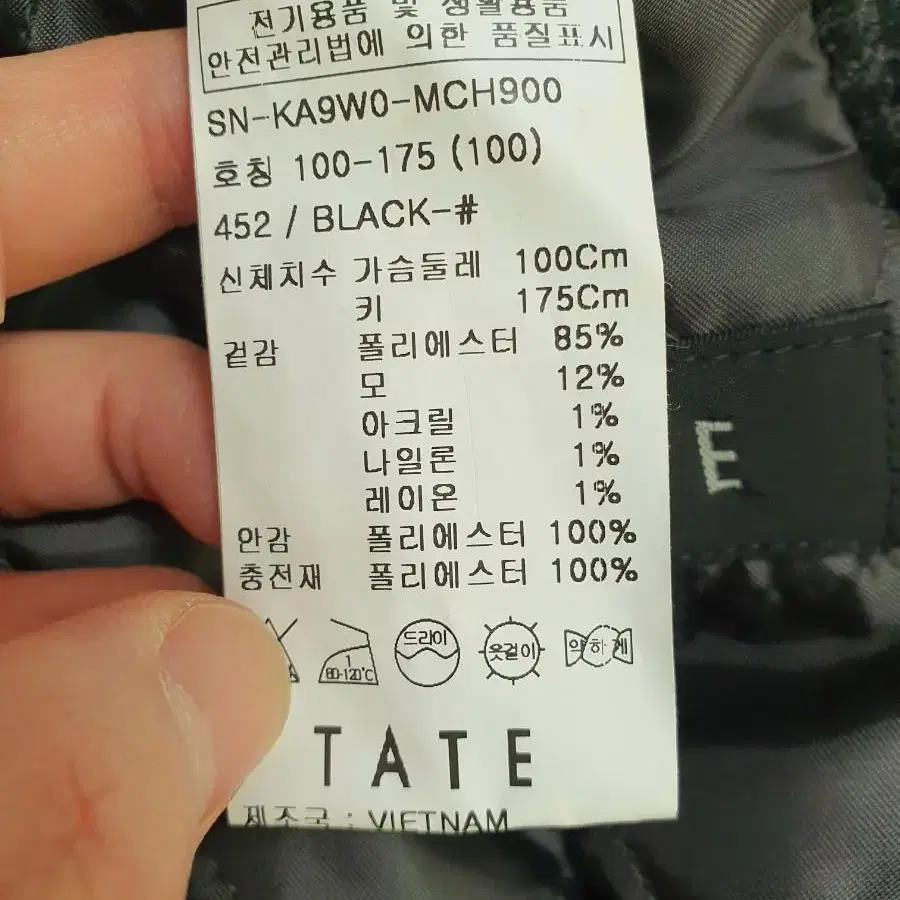 전기용품 및 생활용품
안전관리법에 의한 품질표시
SN-KA9W0-MCH900
호칭 100-175 (100)
452 / BLACK-#
신체치수 가슴둘레 100Cm
키 175Cm
겉감 폴리에스터 85%
모 12%
아크릴 1%
나일론 1%
레이온 1%
안감 폴리에스터 100%
충전재 폴리에스터 100%
1
80-120℃
드라이
옷걸이
약하게
TATE
제조국 : VIETNAM
E